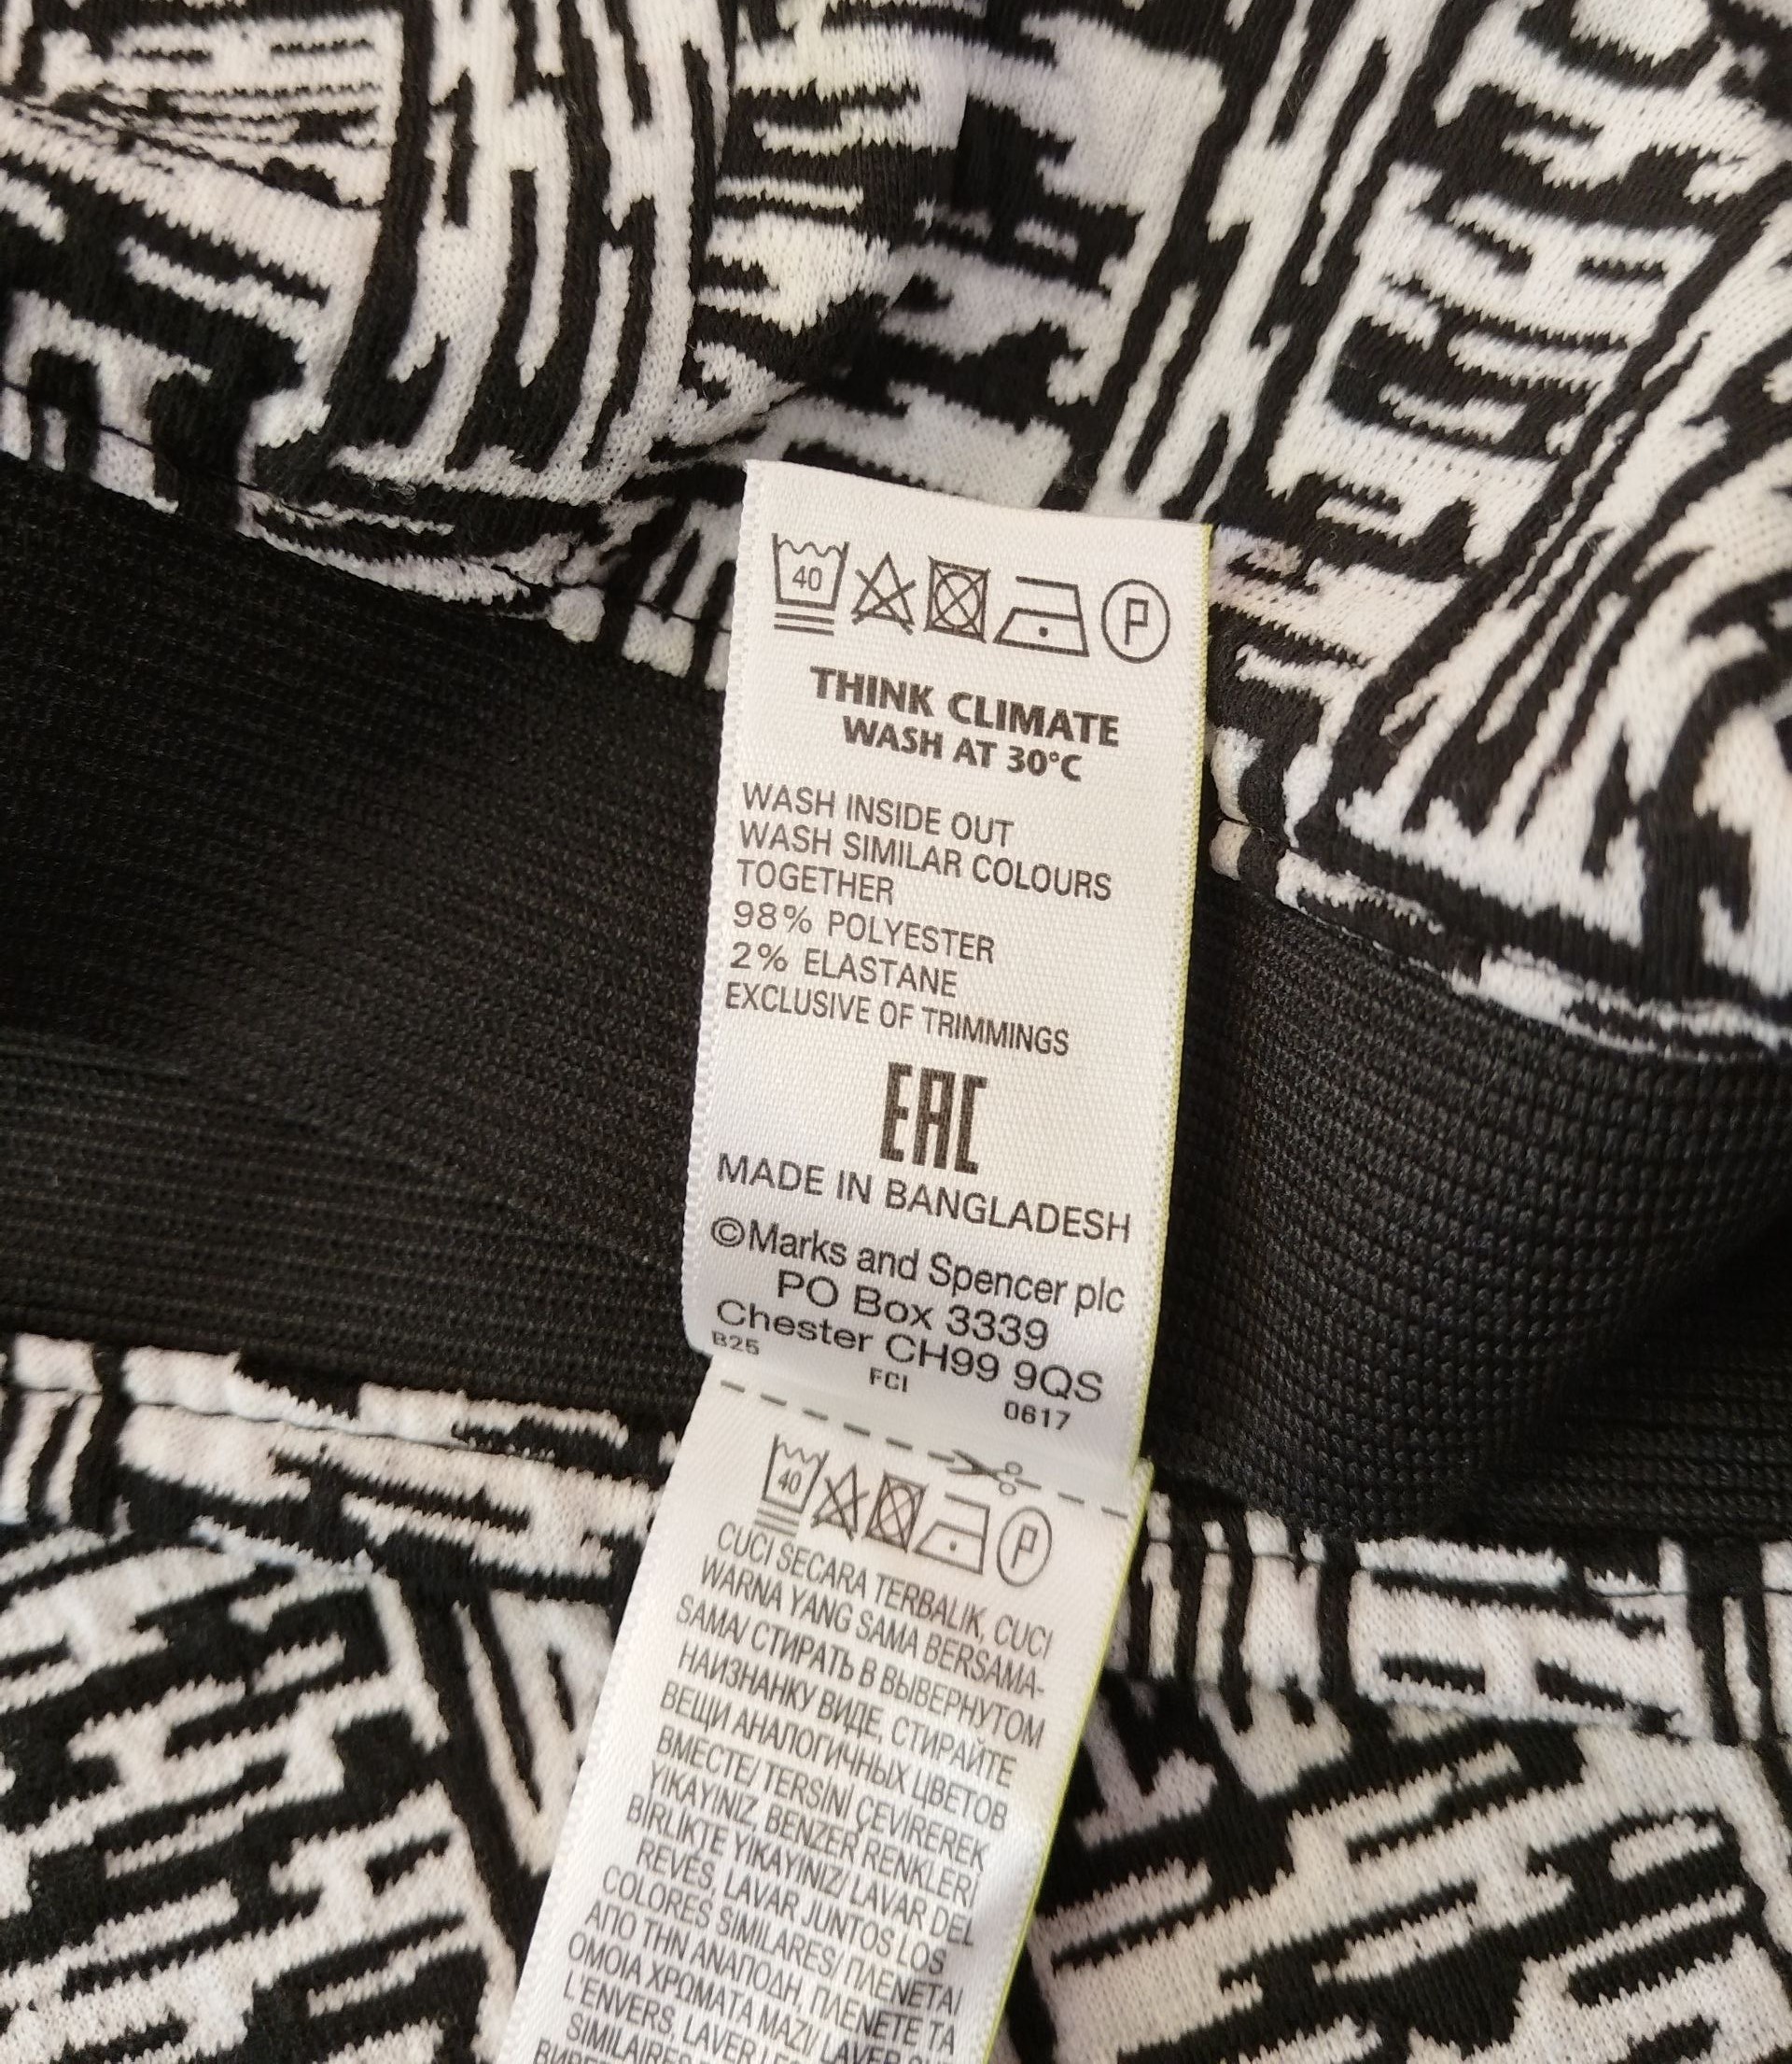 40 P
THINK CLIMATE
WASH AT 30°C
WASH INSIDE OUT
WASH SIMILAR COLOURS
TOGETHER
98% POLYESTER
2% ELASTANE
EXCLUSIVE OF TRIMMINGS
EAC
MADE IN BANGLADESH
©Marks and Spencer plc
PO Box 3339
Chester CH99 9QS
B25 FCI 0617
40 P
CUCI SECARA TERBALIK, CUCI
WARNA YANG SAMA BERSAMA-
SAMA/ СТИРАТЬ В ВЫВЕРНУТОМ
НАИЗНАНКУ ВИДЕ, СТИРАЙТЕ
ВЕЩИ АНАЛОГИЧНЫХ ЦВЕТОВ
ВМЕСТЕ/ TERSİNİ ÇEVİREREK
YIKAYINIZ, BENZER RENKLERİ
BİRLİKTE YIKAYINIZ/ LAVAR DEL
REVÉS, LAVAR JUNTOS LOS
COLORES SIMILARES/ ΠΛΕΝΕΤΑΙ
ΑΠΟ ΤΗΝ ΑΝΑΠΟΔΗ, ΠΛΕΝΕΤΕ ΤΑ
ΟΜΟΙΑ ΧΡΩΜΑΤΑ ΜΑΖΙ/ LAVER SUR
L'ENVERS, LAVER LES
SIMILAIRES